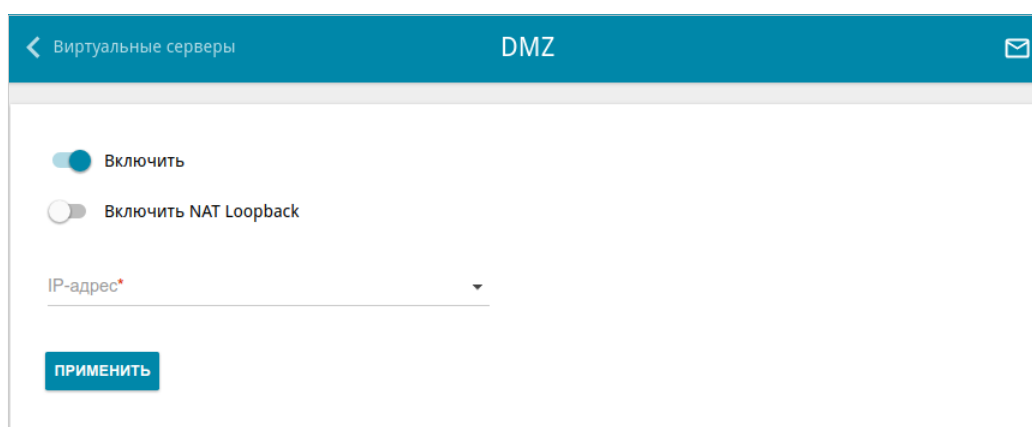 Виртуальные серверы DMZ
Включить
Включить NAT Loopback
IP-адрес*
ПРИМЕНИТЬ